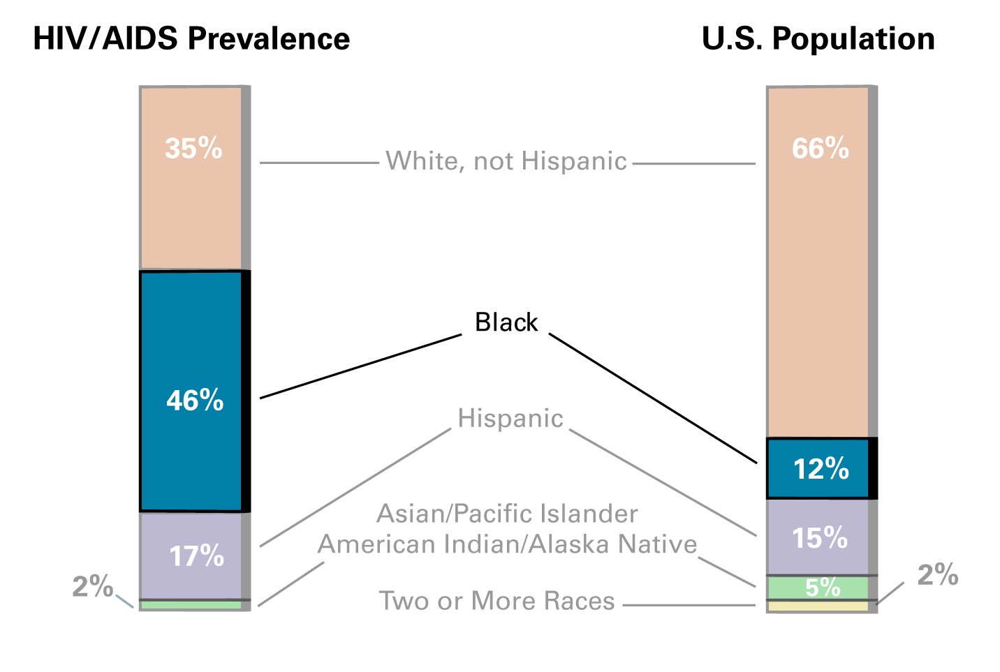 HIV/AIDS Prevalence
U.S. Population
35%
White, not Hispanic
66%
Black
46%
Hispanic
12%
Asian/Pacific Islander
American Indian/Alaska Native
17%
15%
2%
5%
2%
Two or More Races